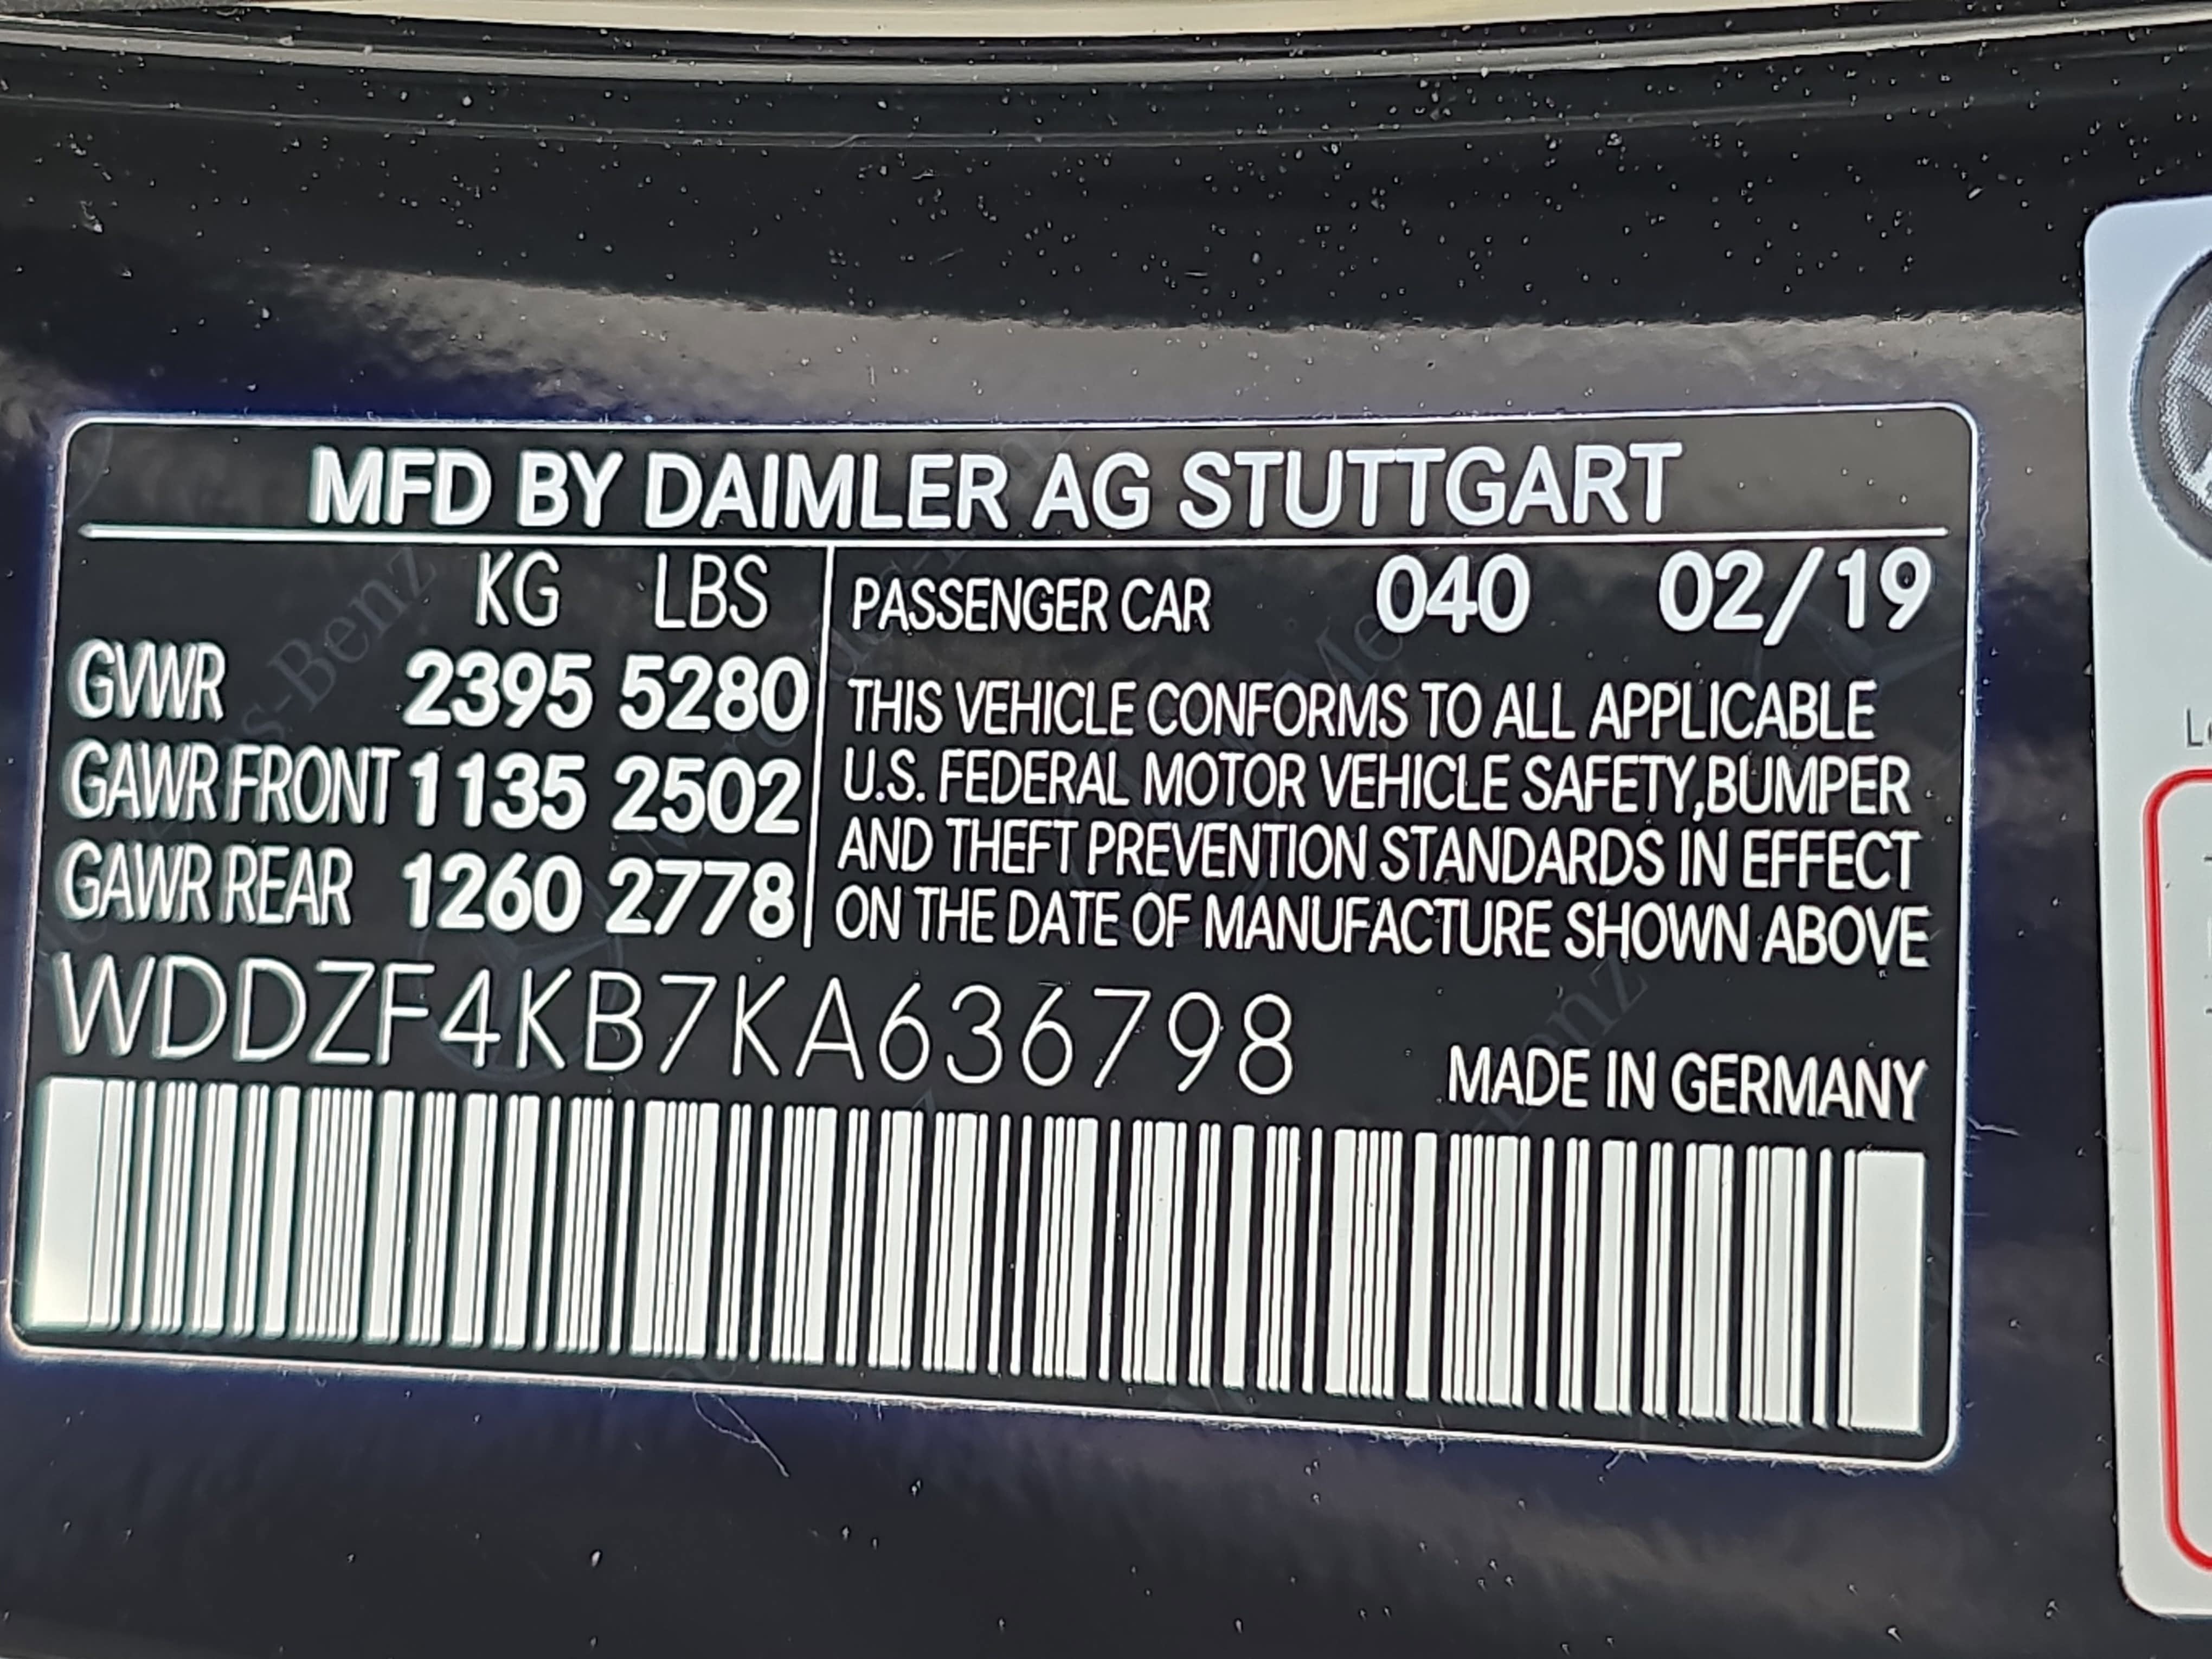 MFD BY DAIMLER AG STUTTGART
KG LBS
GVWR 2395 5280
GAWR FRONT 1135 2502
GAWR REAR 1260 2778
PASSENGER CAR 040 02/19
THIS VEHICLE CONFORMS TO ALL APPLICABLE
U.S. FEDERAL MOTOR VEHICLE SAFETY,BUMPER
AND THEFT PREVENTION STANDARDS IN EFFECT
ON THE DATE OF MANUFACTURE SHOWN ABOVE
WDDZF4KB7KA636798
MADE IN GERMANY